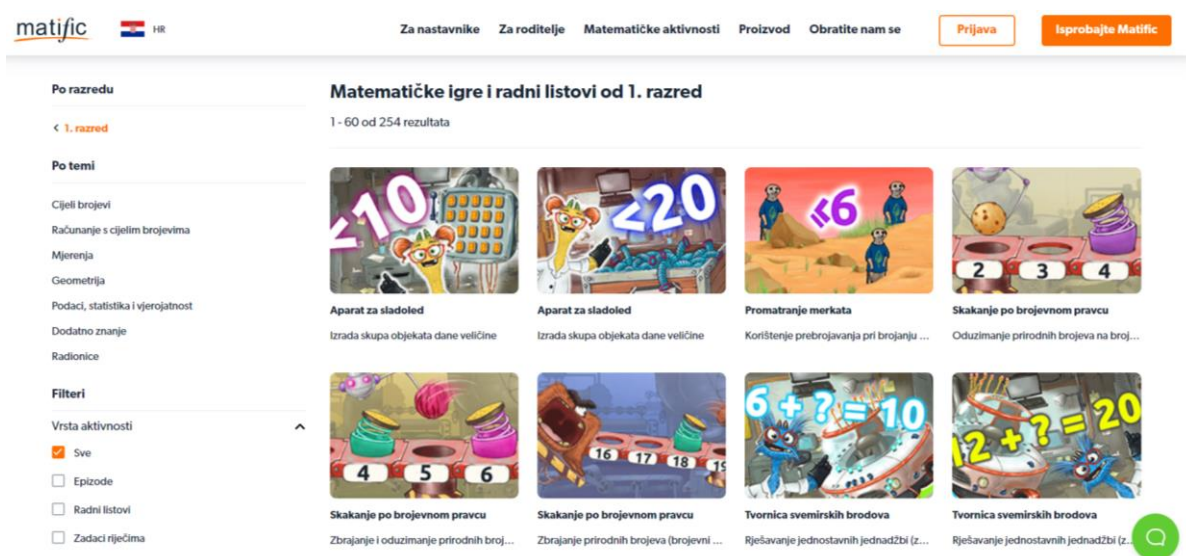 matific
HR
Za nastavnike
Za roditelje
Matematičke aktivnosti
Proizvod
Obratite nam se
Prijava
Isprobajte Matific
Po razredu
< 1. razred
Po temi
Cijeli brojevi
Računanje s cijelim brojevima
Mjerenja
Geometrija
Podaci, statistika i vjerojatnost
Dodatno znanje
Radionice
Filteri
Vrsta aktivnosti
Sve
Epizode
Radni listovi
Zadaci riječima
Matematičke igre i radni listovi od 1. razred
1 - 60 od 254 rezultata
<10
Aparat za sladoled
Izrada skupa objekata dane veličine
<20
Aparat za sladoled
Izrada skupa objekata dane veličine
≤6
Promatranje merkata
Korištenje prebrojavanja pri brojanju ...
2 3 4
Skakanje po brojevnom pravcu
Oduzimanje prirodnih brojeva na broj...
4 5 6
Skakanje po brojevnom pravcu
Zbrajanje i oduzimanje prirodnih broj...
16 17 18 19
Skakanje po brojevnom pravcu
Zbrajanje prirodnih brojeva (brojevni ...
6 + ? = 10
Tvornica svemirskih brodova
Rješavanje jednostavnih jednadžbi (z...
12 + ? = 20
Tvornica svemirskih brodova
Rješavanje jednostavnih jednadžbi (z...